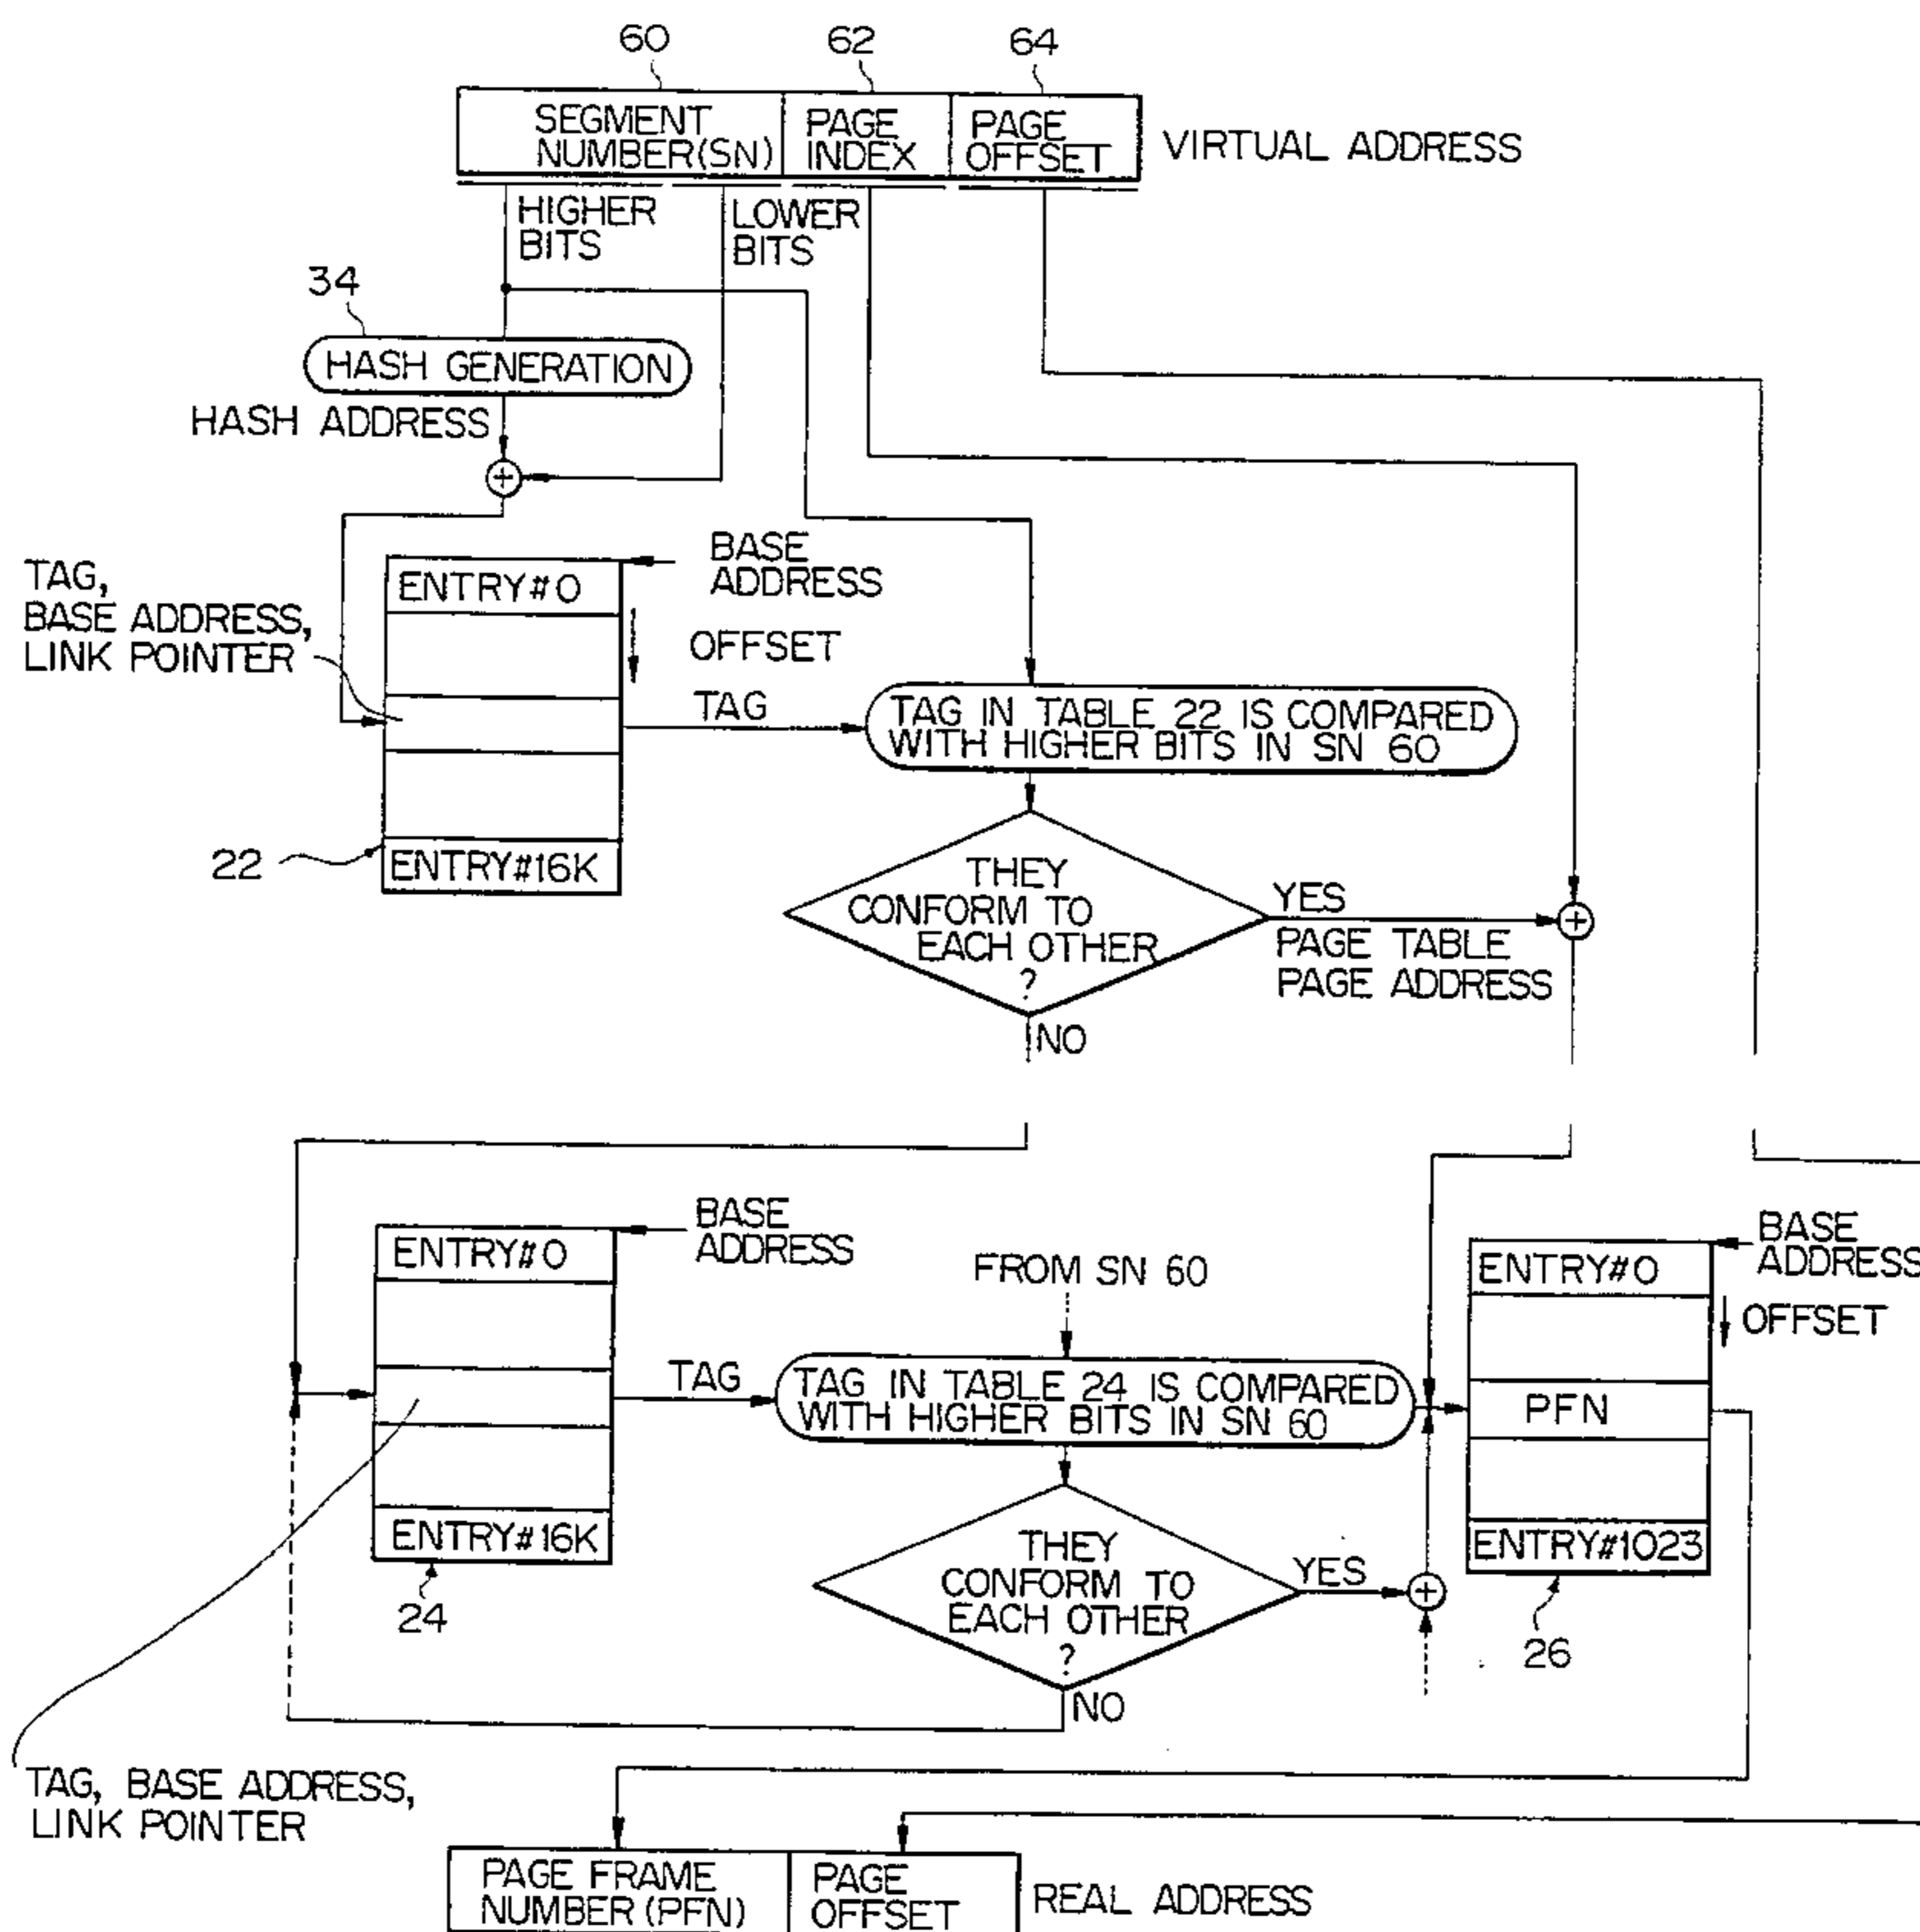 60
62
64
SEGMENT
NUMBER(SN)
PAGE
INDEX
PAGE
OFFSET
VIRTUAL ADDRESS
HIGHER
BITS
LOWER
BITS
34
HASH GENERATION
HASH ADDRESS
+
TAG,
BASE ADDRESS,
LINK POINTER
ENTRY#0
BASE
ADDRESS
OFFSET
TAG
TAG IN TABLE 22 IS COMPARED
WITH HIGHER BITS IN SN 60
22
ENTRY#16K
THEY
CONFORM TO
EACH OTHER
?
YES
+
PAGE TABLE
PAGE ADDRESS
NO
ENTRY#0
BASE
ADDRESS
FROM SN 60
ENTRY#0
BASE
ADDRESS
OFFSET
TAG
TAG IN TABLE 24 IS COMPARED
WITH HIGHER BITS IN SN 60
PFN
ENTRY#16K
24
THEY
CONFORM TO
EACH OTHER
?
YES
+
ENTRY#1023
26
NO
TAG, BASE ADDRESS,
LINK POINTER
PAGE FRAME
NUMBER (PFN)
PAGE
OFFSET
REAL ADDRESS